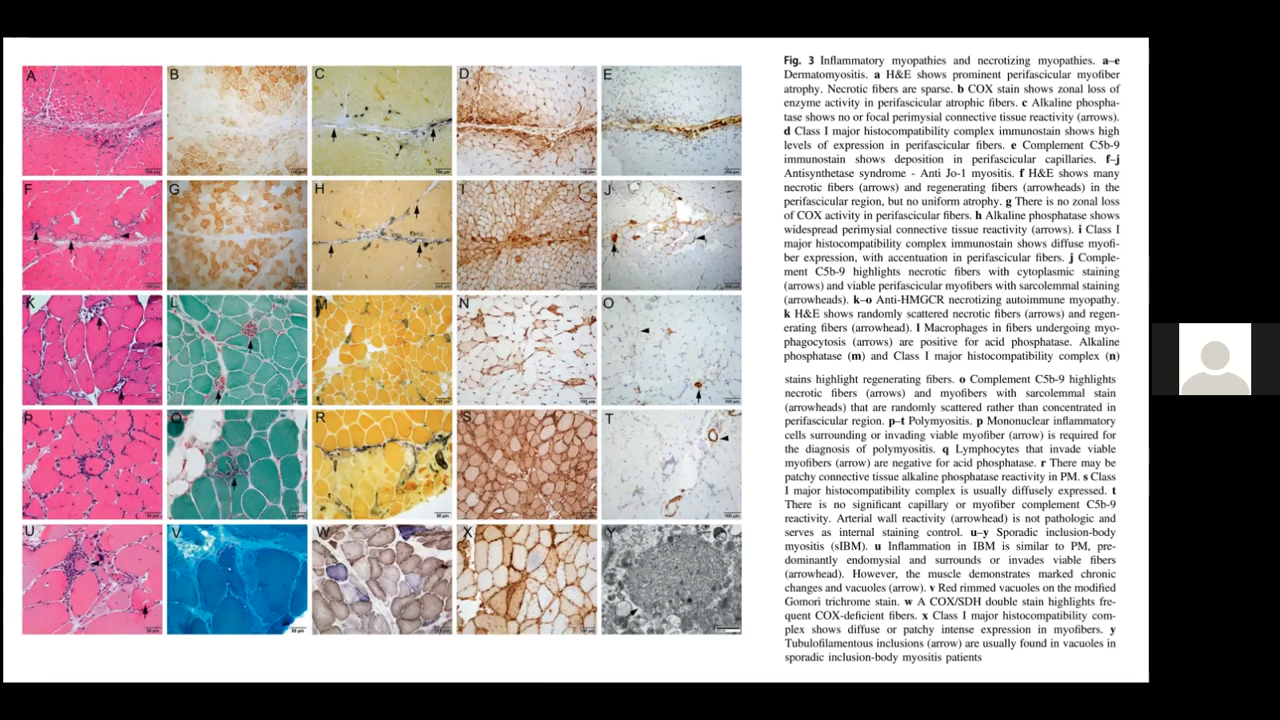 A B C D E
F G H I J
K L M N O
P Q R S T
U V W X Y
Fig. 3 Inflammatory myopathies and necrotizing myopathies. a–e
Dermatomyositis. a H&E shows prominent perifascicular myofiber
atrophy. Necrotic fibers are sparse. b COX stain shows zonal loss of
enzyme activity in perifascicular atrophic fibers. c Alkaline phospha-
tase shows no or focal perimysial connective tissue reactivity (arrows).
d Class I major histocompatibility complex immunostain shows high
levels of expression in perifascicular fibers. e Complement C5b-9
immunostain shows deposition in perifascicular capillaries. f–j
Antisynthetase syndrome - Anti Jo-1 myositis. f H&E shows many
necrotic fibers (arrows) and regenerating fibers (arrowheads) in the
perifascicular region, but no uniform atrophy. g There is no zonal loss
of COX activity in perifascicular fibers. h Alkaline phosphatase shows
widespread perimysial connective tissue reactivity (arrows). i Class I
major histocompatibility complex immunostain shows diffuse myofi-
ber expression, with accentuation in perifascicular fibers. j Comple-
ment C5b-9 highlights necrotic fibers with cytoplasmic staining
(arrows) and viable perifascicular myofibers with sarcolemmal staining
(arrowheads). k–o Anti-HMGCR necrotizing autoimmune myopathy.
k H&E shows randomly scattered necrotic fibers (arrows) and regen-
erating fibers (arrowhead). l Macrophages in fibers undergoing myo-
phagocytosis (arrows) are positive for acid phosphatase. Alkaline
phosphatase (m) and Class I major histocompatibility complex (n)
stains highlight regenerating fibers. o Complement C5b-9 highlights
necrotic fibers (arrows) and myofibers with sarcolemmal stain
(arrowheads) that are randomly scattered rather than concentrated in
perifascicular region. p–t Polymyositis. p Mononuclear inflammatory
cells surrounding or invading viable myofiber (arrow) is required for
the diagnosis of polymyositis. q Lymphocytes that invade viable
myofibers (arrow) are negative for acid phosphatase. r There may be
patchy connective tissue alkaline phosphatase reactivity in PM. s Class
I major histocompatibility complex is usually diffusely expressed. t
There is no significant capillary or myofiber complement C5b-9
reactivity. Arterial wall reactivity (arrowhead) is not pathologic and
serves as internal staining control. u–y Sporadic inclusion-body
myositis (sIBM). u Inflammation in IBM is similar to PM, pre-
dominantly endomysial and surrounds or invades viable fibers
(arrowhead). However, the muscle demonstrates marked chronic
changes and vacuoles (arrow). v Red rimmed vacuoles on the modified
Gomori trichrome stain. w A COX/SDH double stain highlights fre-
quent COX-deficient fibers. x Class I major histocompatibility com-
plex shows diffuse or patchy intense expression in myofibers. y
Tubulofilamentous inclusions (arrow) are usually found in vacuoles in
sporadic inclusion-body myositis patients